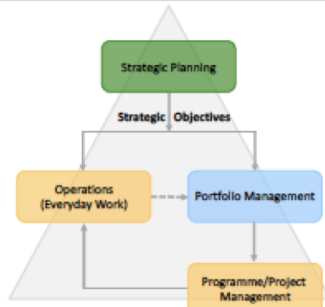 Strategic Planning
Strategic Objectives
Operations
(Everyday Work)
Portfolio Management
Programme/Project
Management